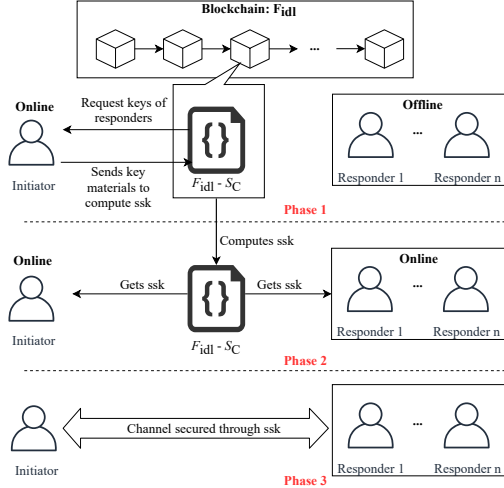 Blockchain: Fidl
...
Online
Request keys of
responders
{}
Offline
...
Initiator
Sends key
materials to
compute ssk
Fidl - SC
Responder 1
Responder n
Phase 1
Computes ssk
Online
Online
Gets ssk
{}
Gets ssk
...
Initiator
Fidl - SC
Responder 1
Responder n
Phase 2
Channel secured through ssk
...
Initiator
Responder 1
Responder n
Phase 3